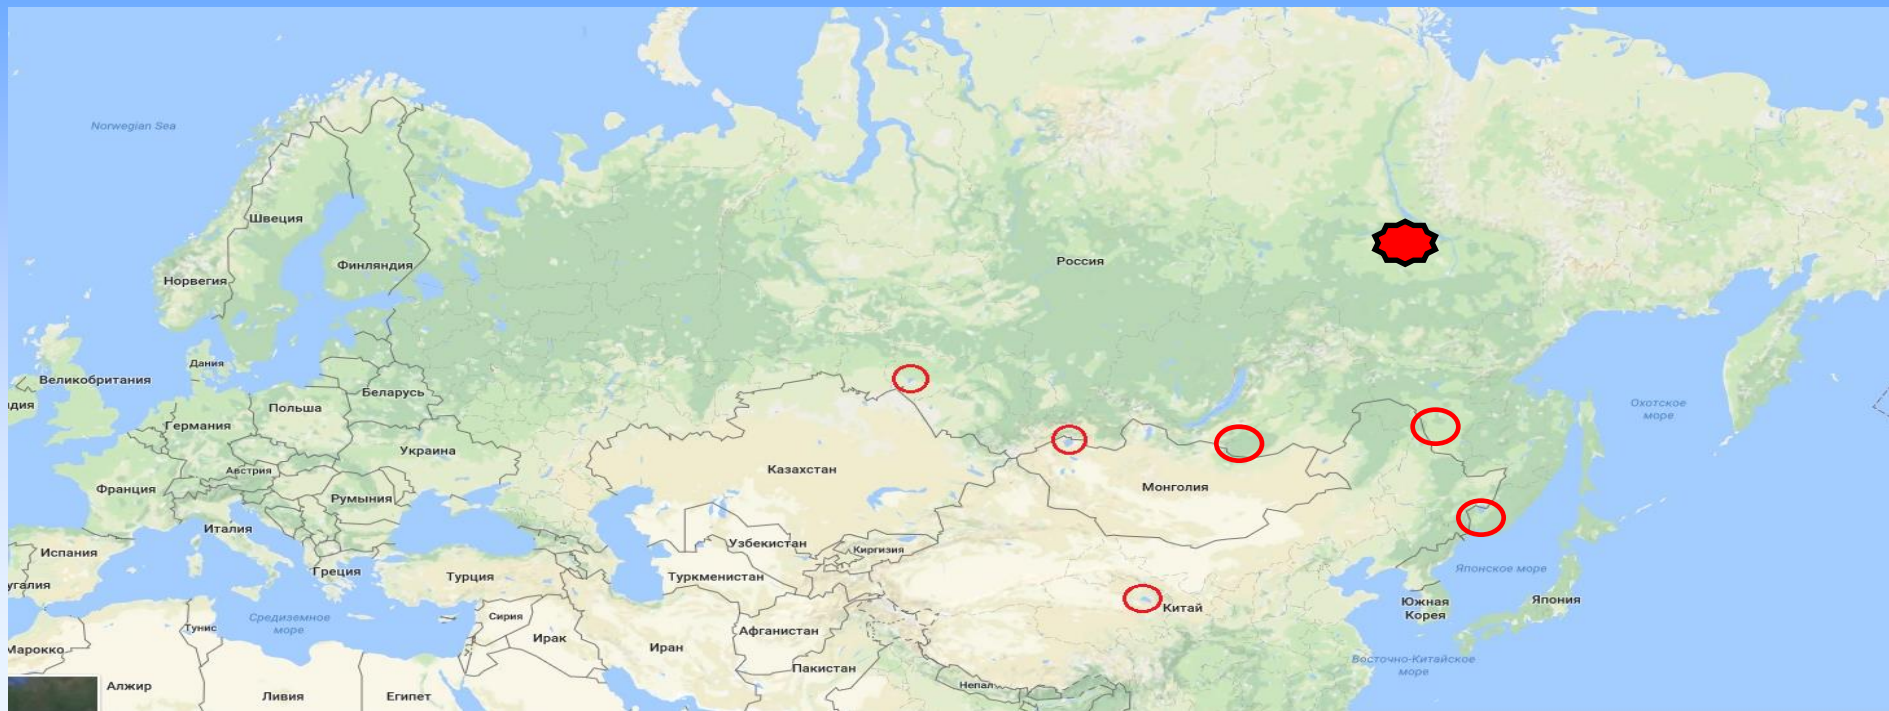 Norwegian Sea
Швеция
Финляндия
Россия
Норвегия
Дания
Великобритания
дия
Беларусь
Польша
Германия
Охотское
море
Украина
Австрия
Казахстан
Франция
Румыния
Монголия
Италия
Узбекистан
Киргизия
Испания
Греция
Турция
Туркменистан
Японское море
угалия
Южная
Корея
Япония
Китай
Средиземное
море
Сирия
Тунис
Ирак
Афганистан
Иран
Марокко
Пакистан
Восточно-Китайское
море
Алжир
Ливия
Египет
Непал